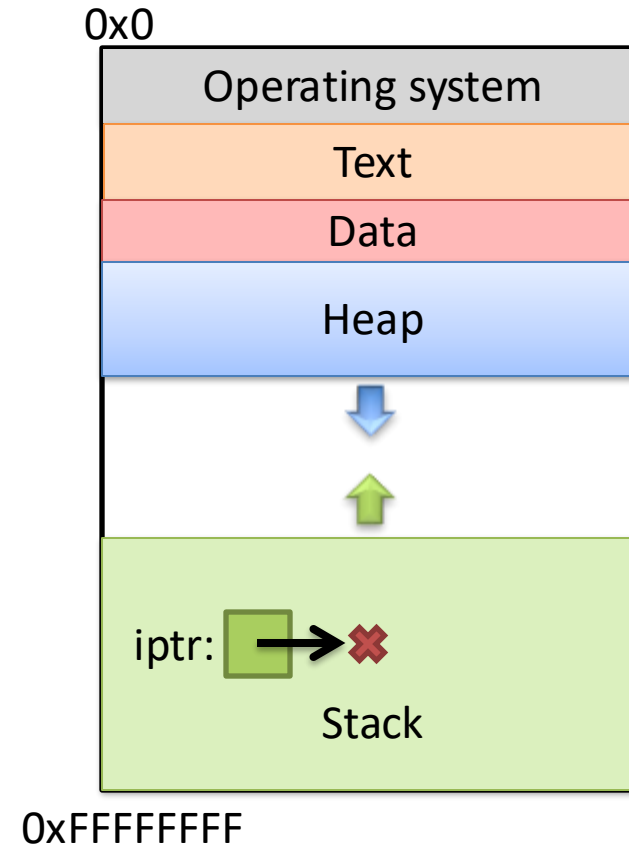 0x0
Operating system
Text
Data
Heap
iptr:
Stack
0xFFFFFFFF